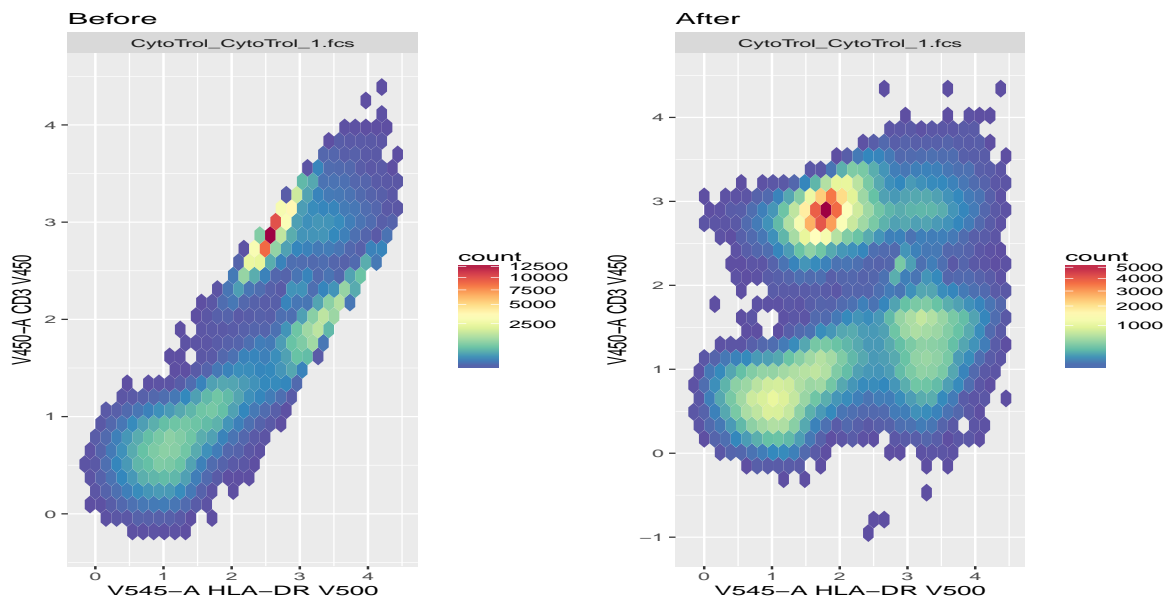 Before
CytoTrol_CytoTrol_1.fcs
V450−A CD3 V450
4
3
2
1
0
0 1 2 3 4
V545−A HLA−DR V500
count
12500
10000
7500
5000
2500
After
CytoTrol_CytoTrol_1.fcs
V450−A CD3 V450
4
3
2
1
0
−1
0 1 2 3 4
V545−A HLA−DR V500
count
5000
4000
3000
2000
1000